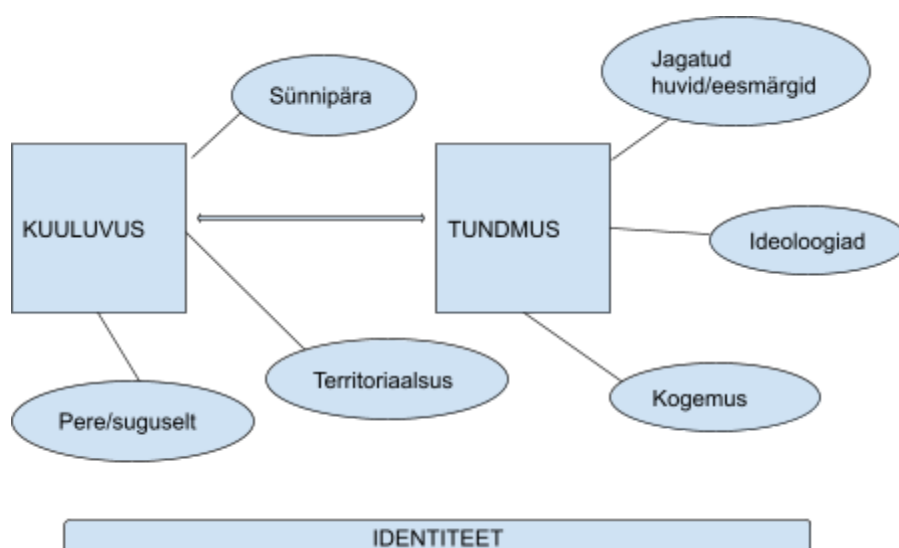 Sünnipära
Jagatud
huvid/eesmärgid
KUULUVUS
TUNDMUS
Ideoloogiad
Territoriaalsus
Kogemus
Pere/suguselt
IDENTITEET